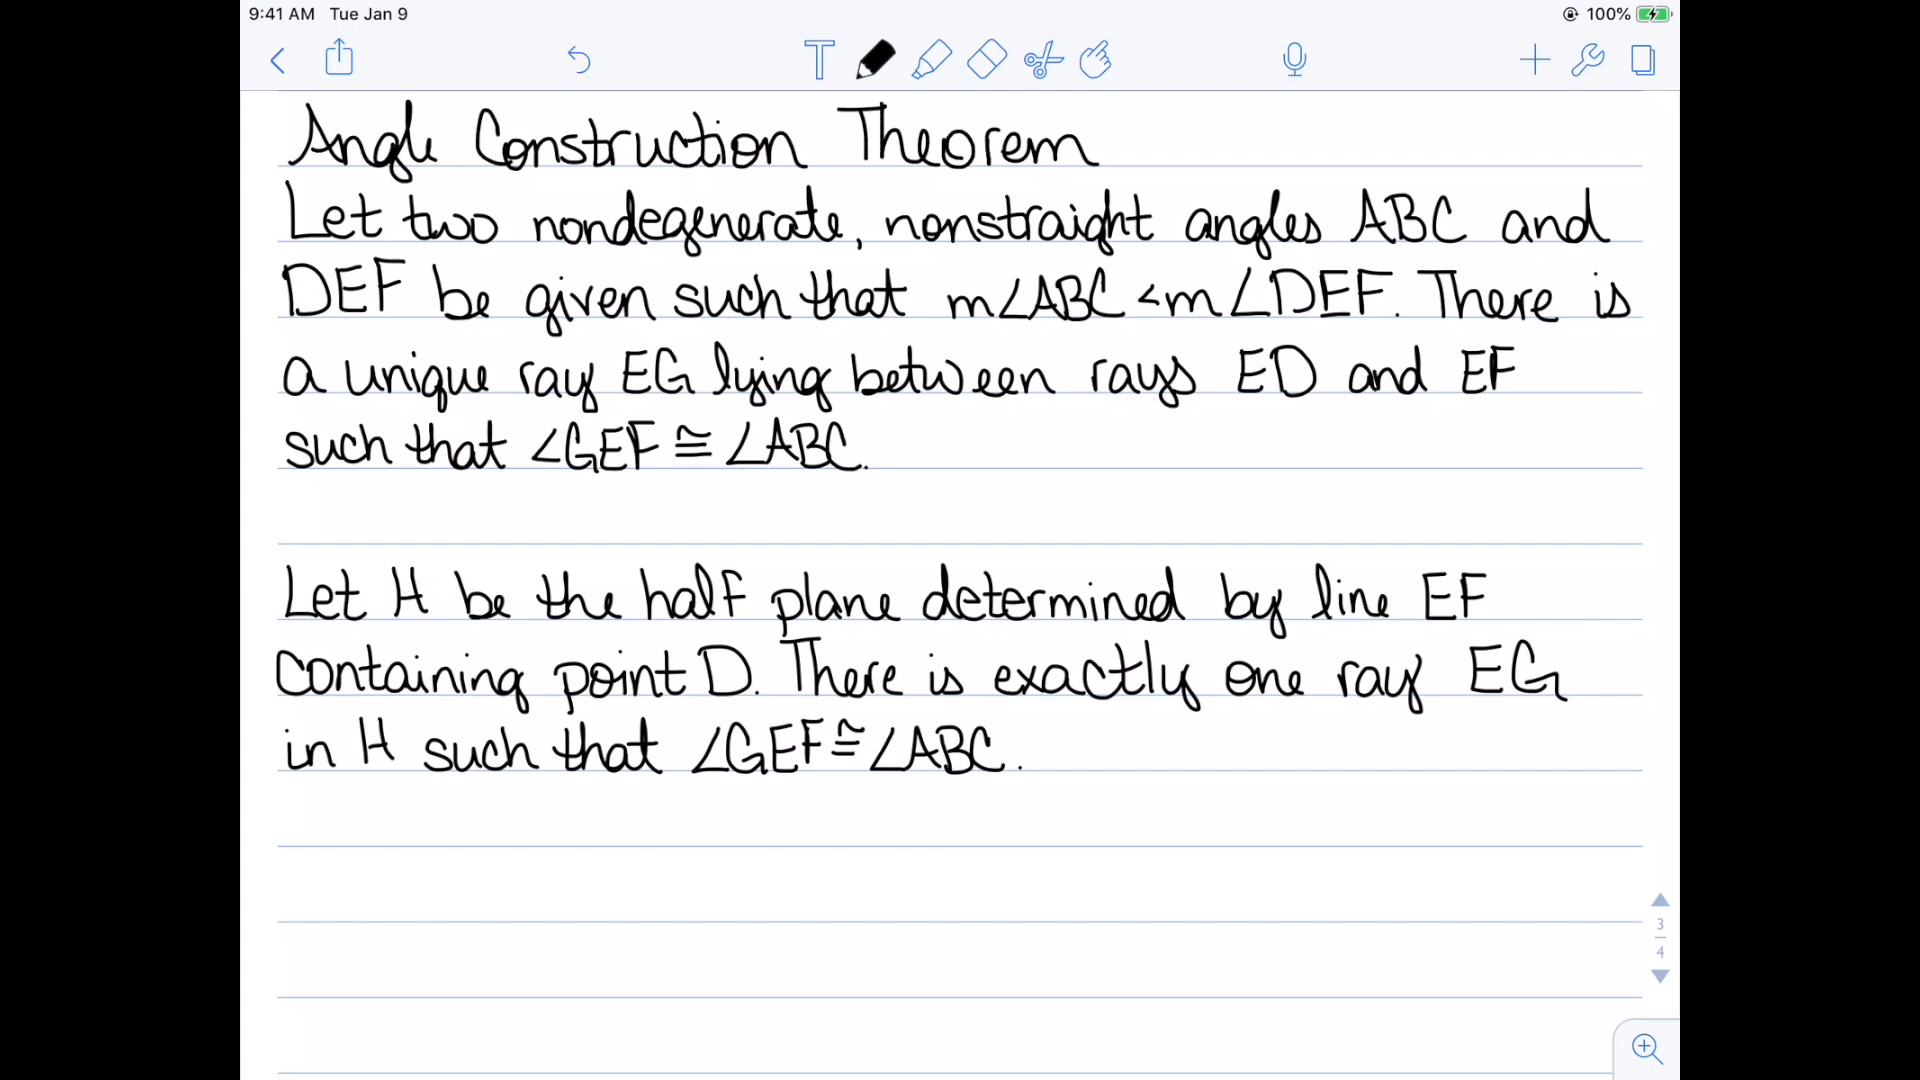 9:41 AM Tue Jan 9 100%
T
Angle Construction Theorem
Let two nondegenerate, nonstraight angles ABC and
DEF be given such that m∠ABC < m∠DEF. There is
a unique ray EG lying between rays ED and EF
such that ∠GEF ≅ ∠ABC.
Let H be the half plane determined by line EF
containing point D. There is exactly one ray EG
in H such that ∠GEF ≅ ∠ABC.
3
4